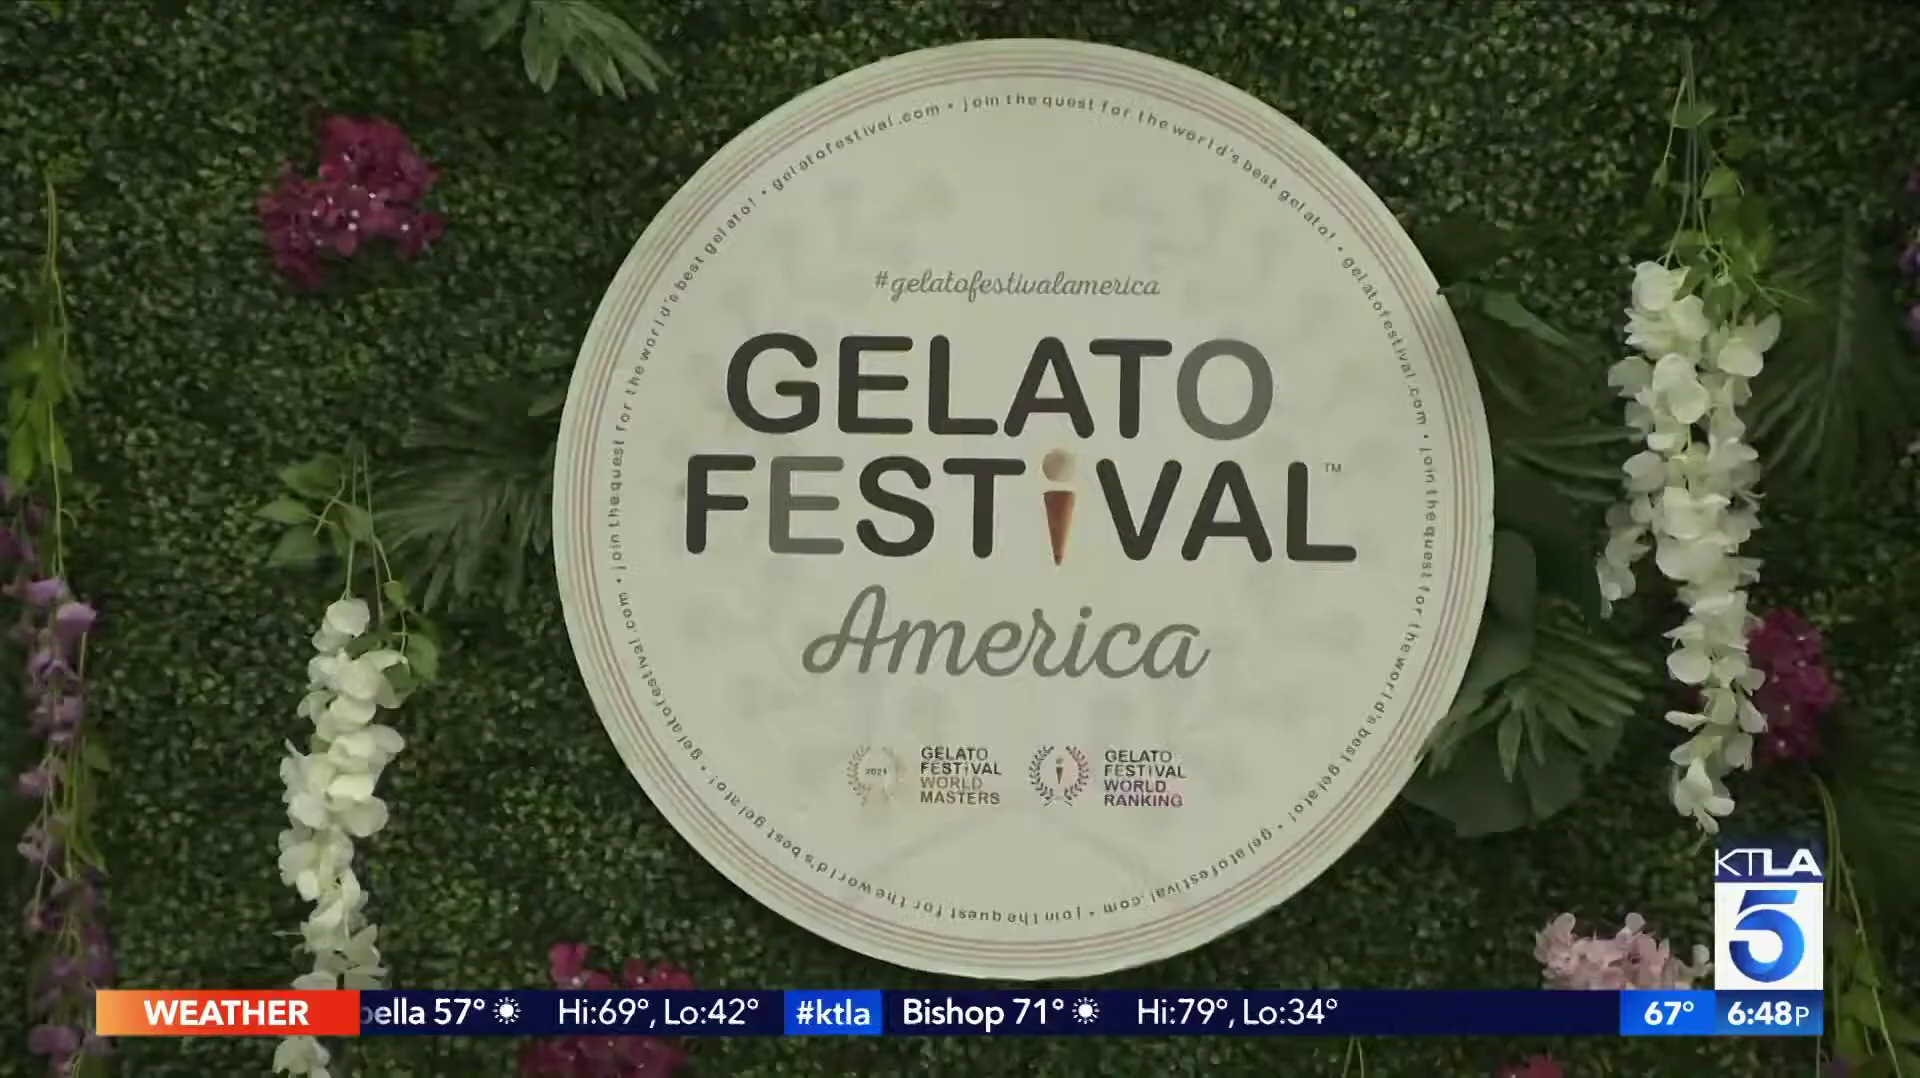 gelatofestival.com • join the quest for the world's best gelato! • gelatofestival.com • join the quest for the world's best gelato! • gelatofestival.com • join the quest for the world's best gelato! • gelatofestival.com • join the quest for the world's best gelato! •
#gelatofestivalamerica
GELATO
FESTiVAL™
America
2021
GELATO
FESTiVAL
WORLD
MASTERS
GELATO
FESTiVAL
WORLD
RANKING
KTLA
5
WEATHER bella 57° Hi:69°, Lo:42° #ktla Bishop 71° Hi:79°, Lo:34° 67° 6:48P